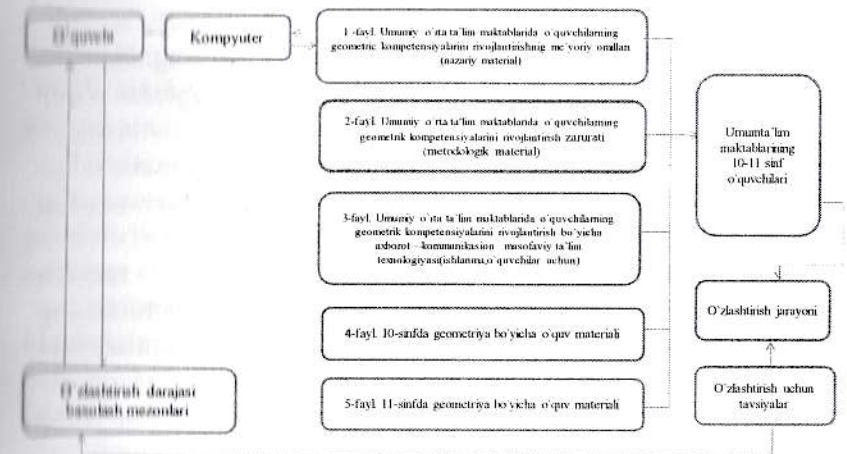 O`quvchi
Kompyuter
1-fayl. Umumiy o`rta ta`lim maktablarida o`quvchilarning
geometric kompetensiyalarini rivojlantirishnig me`yoriy omillari
(nazariy material)
2-fayl. Umumiy o`rta ta`lim maktablarida o`quvchilarning
geometrik kompetensiyalarini rivojlantirish zarurati
(metodologik material)
3-fayl. Umumiy o`rta ta`lim maktablarida o`quvchilarning
geometrik kompetensiyalarini rivojlantirish bo`yicha
axborot – kommunikasion masofaviy ta`lim
texnologiyasi(ishlanma,o`quvchilar uchun)
4-fayl. 10-sinfda geometriya bo`yicha o`quv materiali
5-fayl. 11-sinfda geometriya bo`yicha o`quv materiali
Umumta`lim
maktablarining
10-11 sinf
o`quvchilari
O`zlashtirish jarayoni
O`zlashtirish uchun
tavsiyalar
O`zlashtirish darajasi
baholash mezonlari